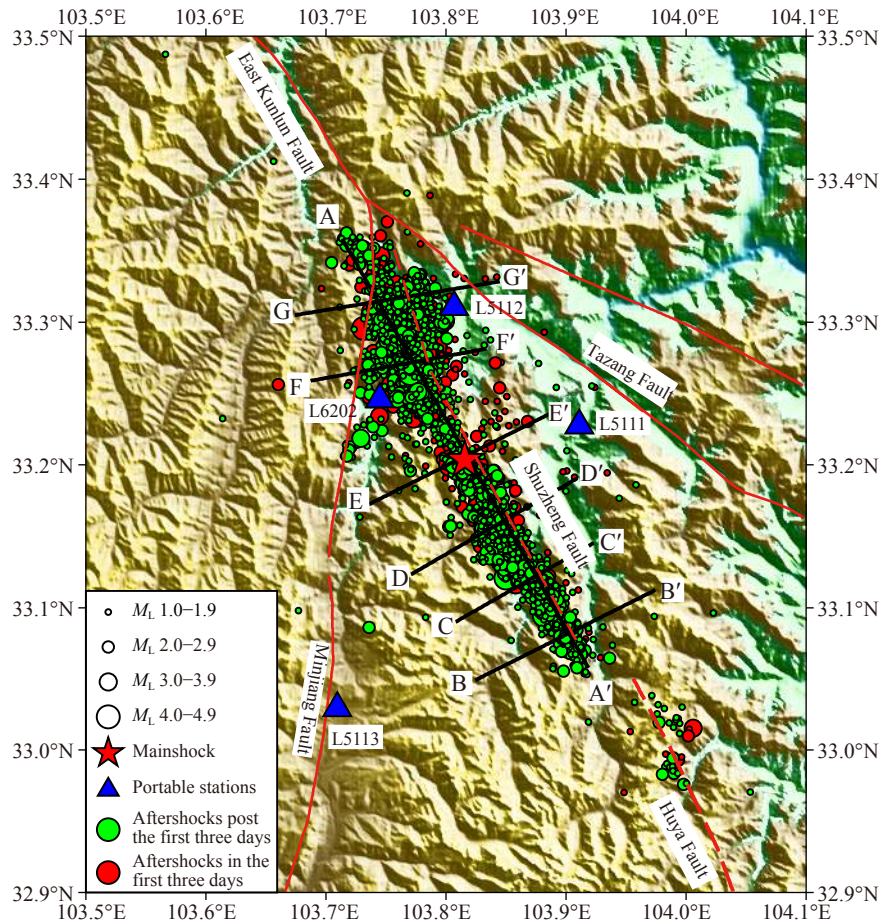 103.5°E 103.6°E 103.7°E 103.8°E 103.9°E 104.0°E 104.1°E
33.5°N 33.5°N
East Kunlun Fault
33.4°N 33.4°N
A
G′
G
L5112
33.3°N 33.3°N
F′
F
Tazang Fault
L6202
E′
L5111
33.2°N 33.2°N
D′
E
Shuzheng Fault
C′
D
B′
33.1°N 33.1°N
C
B
A′
Minjiang Fault
L5113
33.0°N 33.0°N
Huya Fault
M_L 1.0−1.9
M_L 2.0−2.9
M_L 3.0−3.9
M_L 4.0−4.9
Mainshock
Portable stations
Aftershocks post
the first three days
Aftershocks in the
first three days
32.9°N 32.9°N
103.5°E 103.6°E 103.7°E 103.8°E 103.9°E 104.0°E 104.1°E